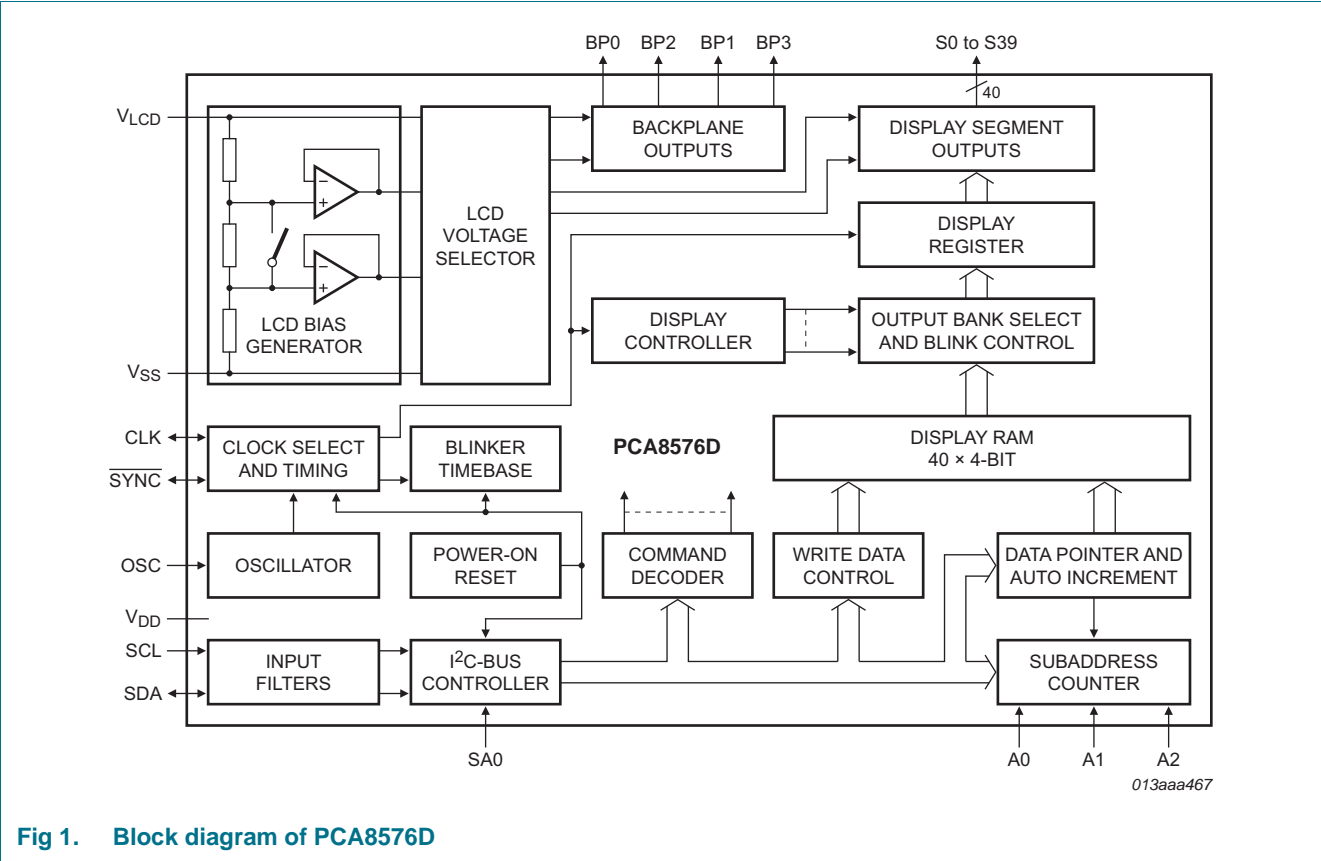 BP0 BP2 BP1 BP3 S0 to S39
40
VLCD
BACKPLANE
OUTPUTS
DISPLAY SEGMENT
OUTPUTS
LCD
VOLTAGE
SELECTOR
DISPLAY
REGISTER
LCD BIAS
GENERATOR
DISPLAY
CONTROLLER
OUTPUT BANK SELECT
AND BLINK CONTROL
VSS
CLK
SYNC
CLOCK SELECT
AND TIMING
BLINKER
TIMEBASE
PCA8576D
DISPLAY RAM
40 × 4-BIT
OSC
OSCILLATOR
POWER-ON
RESET
COMMAND
DECODER
WRITE DATA
CONTROL
DATA POINTER AND
AUTO INCREMENT
VDD
SCL
SDA
INPUT
FILTERS
I2C-BUS
CONTROLLER
SUBADDRESS
COUNTER
SA0 A0 A1 A2
013aaa467
Fig 1. Block diagram of PCA8576D
− + − +